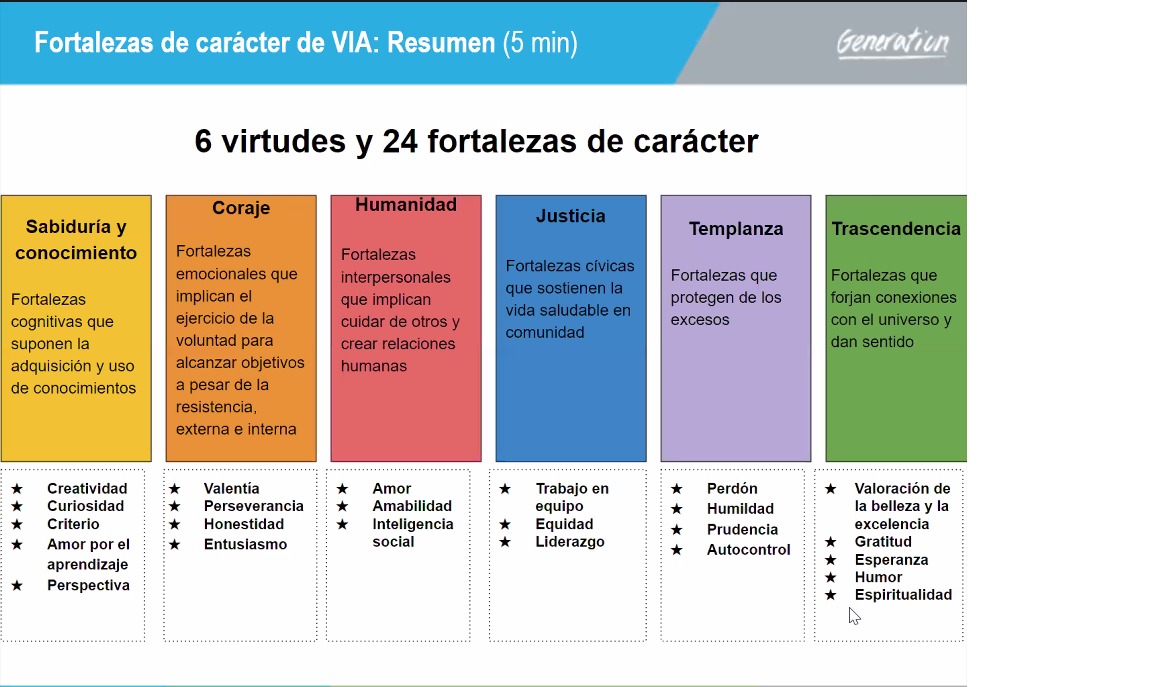 Fortalezas de carácter de VIA: Resumen (5 min)
Generation
6 virtudes y 24 fortalezas de carácter
Sabiduría y
conocimiento
Fortalezas
cognitivas que
suponen la
adquisición y uso
de conocimientos
Coraje
Fortalezas
emocionales que
implican el
ejercicio de la
voluntad para
alcanzar objetivos
a pesar de la
resistencia,
externa e interna
Humanidad
Fortalezas
interpersonales
que implican
cuidar de otros y
crear relaciones
humanas
Justicia
Fortalezas cívicas
que sostienen la
vida saludable en
comunidad
Templanza
Fortalezas que
protegen de los
excesos
Trascendencia
Fortalezas que
forjan conexiones
con el universo y
dan sentido
★ Creatividad
★ Curiosidad
★ Criterio
★ Amor por el
aprendizaje
★ Perspectiva
★ Valentía
★ Perseverancia
★ Honestidad
★ Entusiasmo
★ Amor
★ Amabilidad
★ Inteligencia
social
★ Trabajo en
equipo
★ Equidad
★ Liderazgo
★ Perdón
★ Humildad
★ Prudencia
★ Autocontrol
★ Valoración de
la belleza y la
excelencia
★ Gratitud
★ Esperanza
★ Humor
★ Espiritualidad